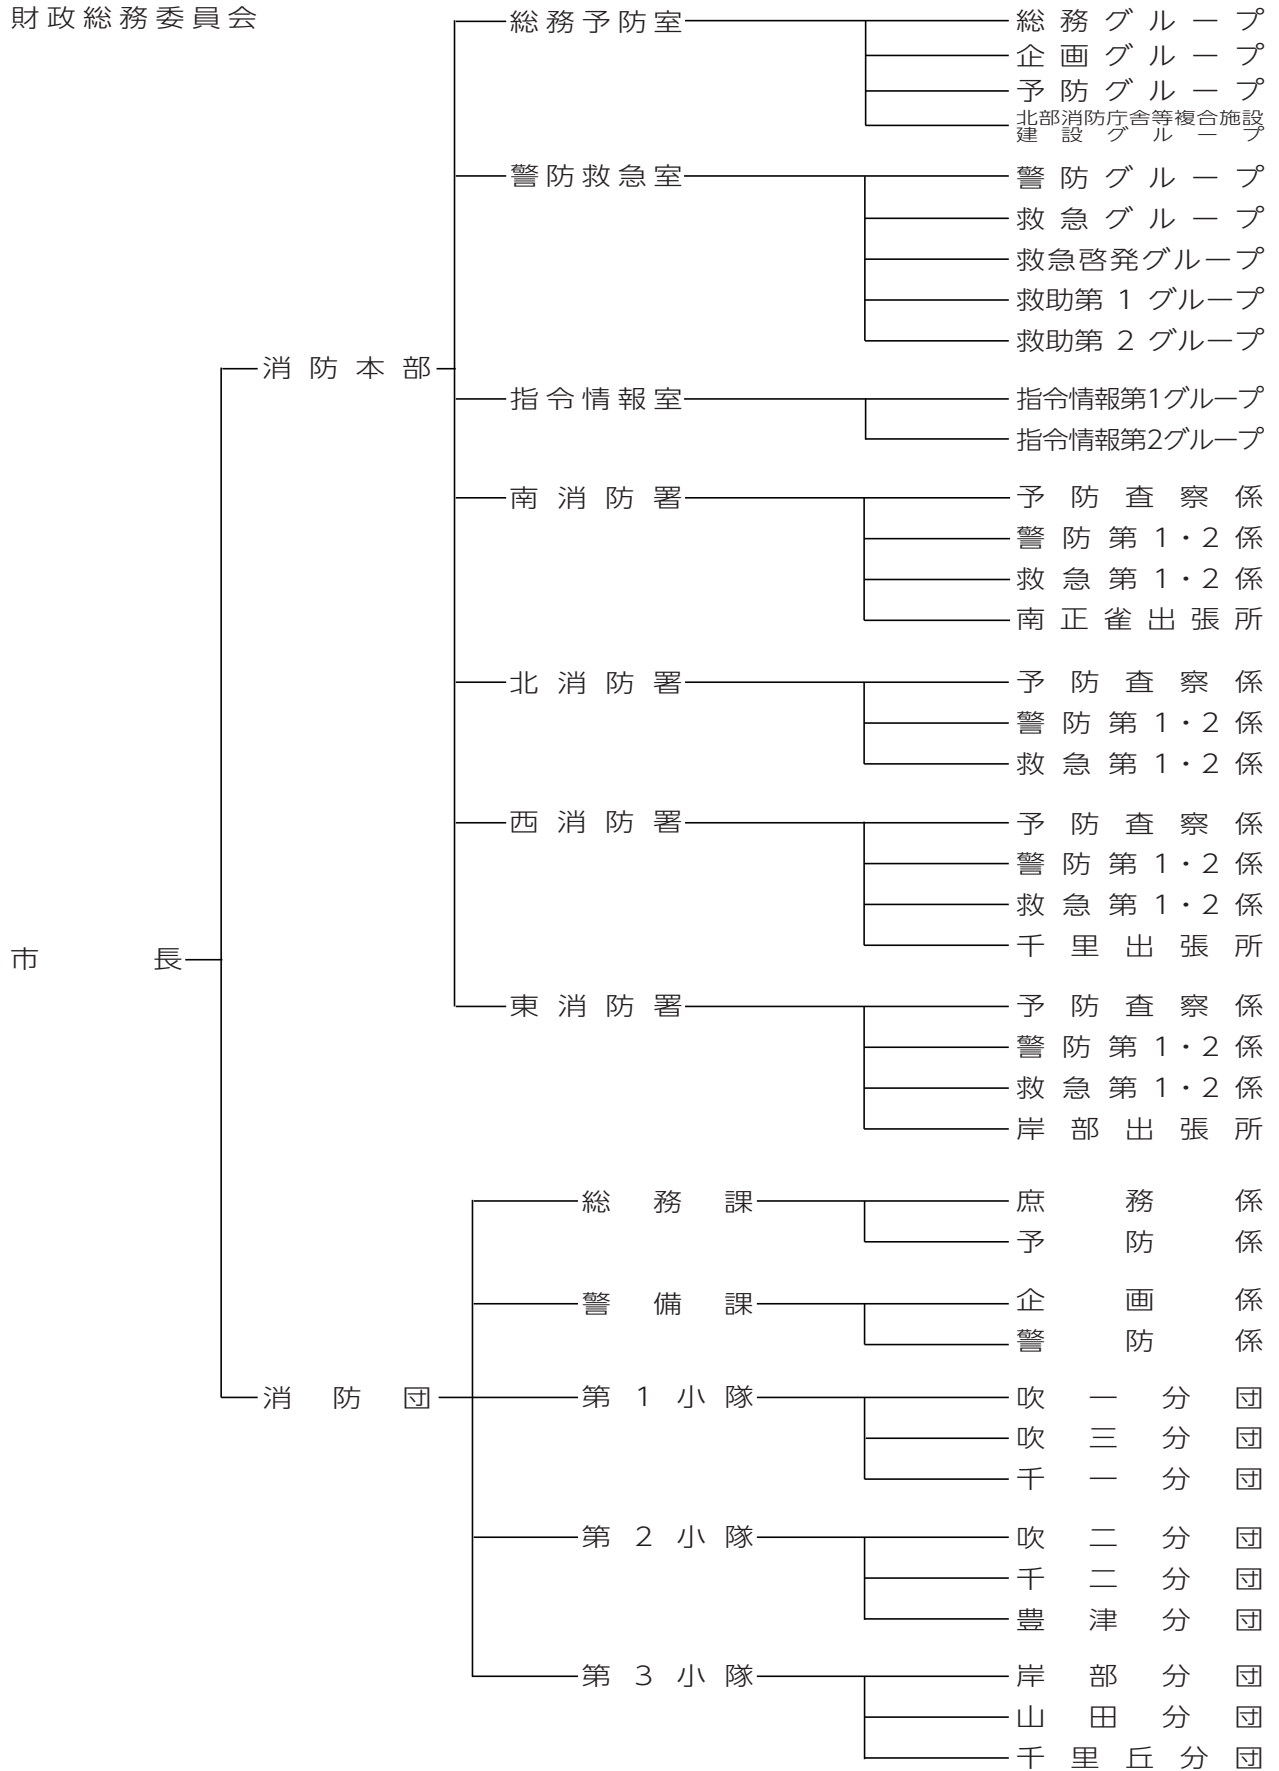 財政総務委員会
市長
消防本部
総務予防室
総務グループ
企画グループ
予防グループ
北部消防庁舎等複合施設
建設グループ
警防救急室
警防グループ
救急グループ
救急啓発グループ
救助第1グループ
救助第2グループ
指令情報室
指令情報第1グループ
指令情報第2グループ
南消防署
予防査察係
警防第1・2係
救急第1・2係
南正雀出張所
北消防署
予防査察係
警防第1・2係
救急第1・2係
西消防署
予防査察係
警防第1・2係
救急第1・2係
千里出張所
東消防署
予防査察係
警防第1・2係
救急第1・2係
岸部出張所
消防団
総務課
庶務係
予防係
警備課
企画係
警防係
第1小隊
吹一分団
吹三分団
千一分団
第2小隊
吹二分団
千二分団
豊津分団
第3小隊
岸部分団
山田分団
千里丘分団